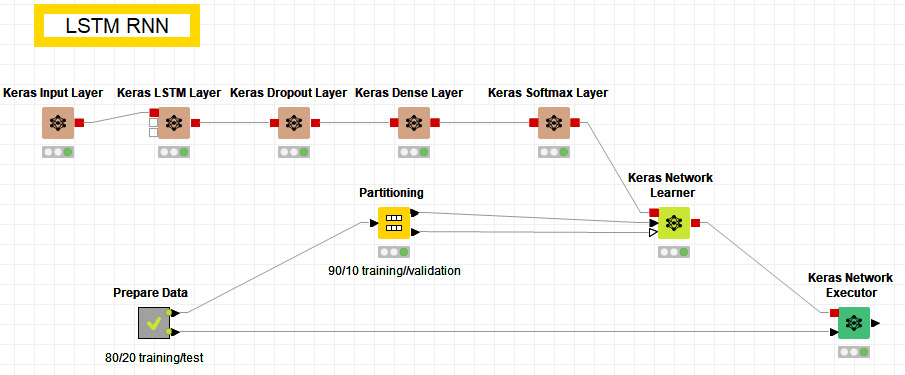 LSTM RNN
Keras Input Layer
Keras LSTM Layer
Keras Dropout Layer
Keras Dense Layer
Keras Softmax Layer
Keras Network
Learner
Partitioning
90/10 training//validation
Keras Network
Executor
Prepare Data
80/20 training/test